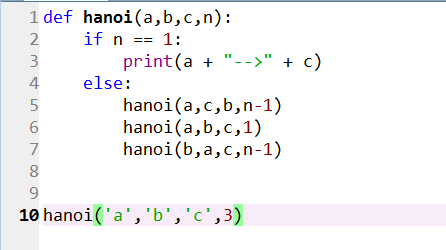 1 def hanoi(a,b,c,n):
2     if n == 1:
3         print(a + "-->" + c)
4     else:
5         hanoi(a,c,b,n-1)
6         hanoi(a,b,c,1)
7         hanoi(b,a,c,n-1)
8
9
10 hanoi('a','b','c',3)